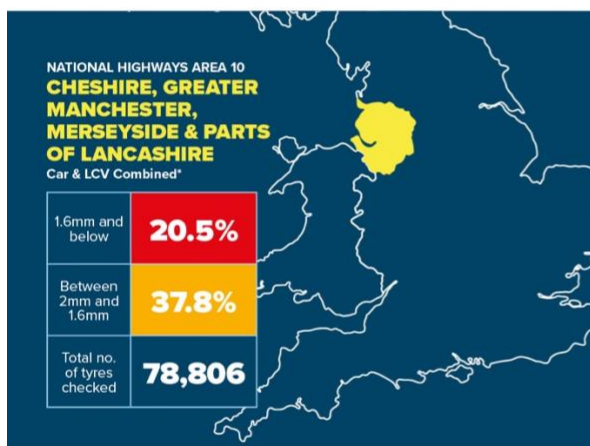 NATIONAL HIGHWAYS AREA 10
CHESHIRE, GREATER
MANCHESTER,
MERSEYSIDE & PARTS
OF LANCASHIRE
Car & LCV Combined*
1.6mm and
below
20.5%
Between
2mm and
1.6mm
37.8%
Total no.
of tyres
checked
78,806